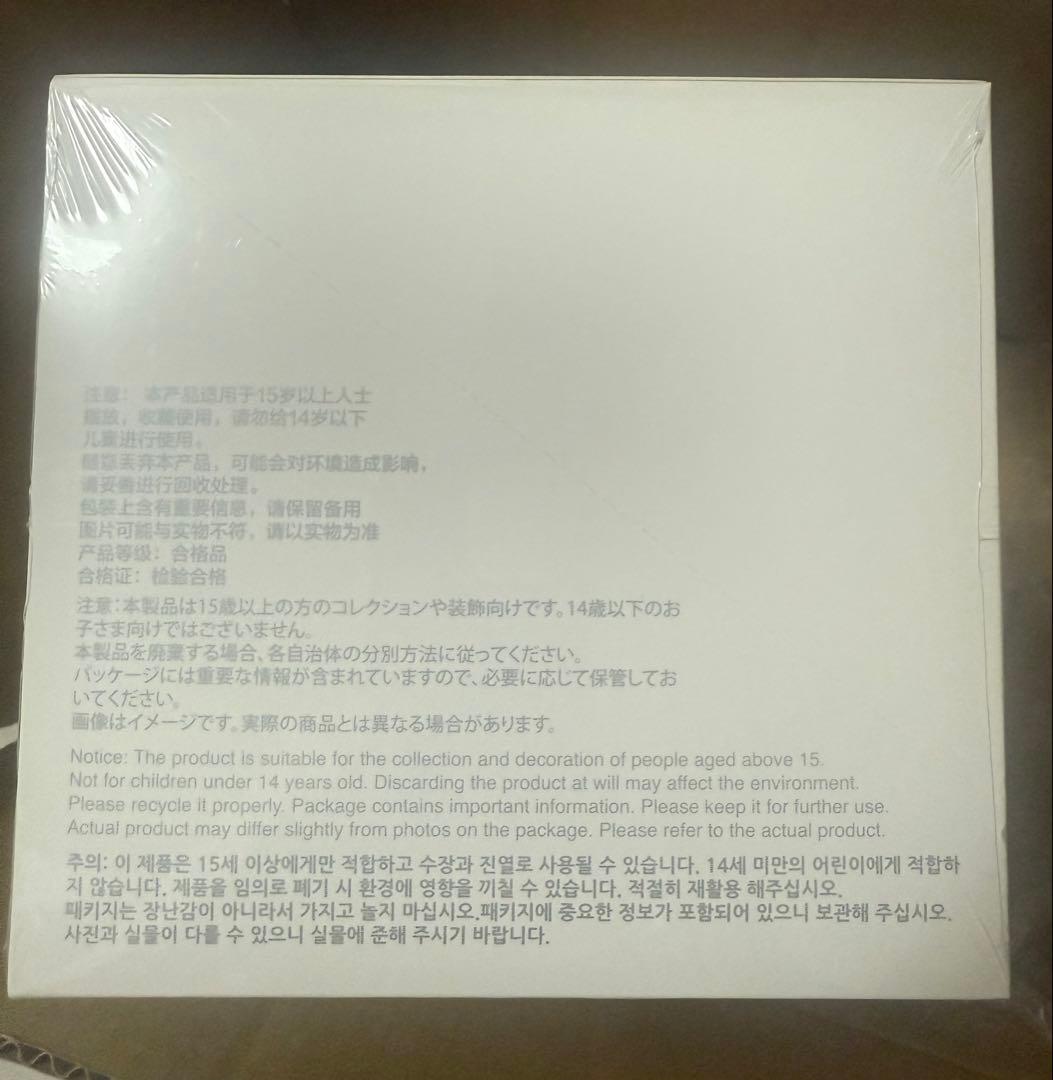 注意： 本产品适用于15岁以上人士
摆放，收藏使用，请勿给14岁以下
儿童进行使用。
随意丢弃本产品，可能会对环境造成影响，
请妥善进行回收处理。
包装上含有重要信息，请保留备用
图片可能与实物不符，请以实物为准
产品等级：合格品
合格证：检验合格
注意：本製品は15歳以上の方のコレクションや装飾向けです。14歳以下のお
子さま向けではございません。
本製品を廃棄する場合、各自治体の分別方法に従ってください。
パッケージには重要な情報が含まれていますので、必要に応じて保管してお
いてください。
画像はイメージです。実際の商品とは異なる場合があります。
Notice: The product is suitable for the collection and decoration of people aged above 15.
Not for children under 14 years old. Discarding the product at will may affect the environment.
Please recycle it properly. Package contains important information. Please keep it for further use.
Actual product may differ slightly from photos on the package. Please refer to the actual product.
주의: 이 제품은 15세 이상에게만 적합하고 수장과 진열로 사용될 수 있습니다. 14세 미만의 어린이에게 적합하
지 않습니다. 제품을 임의로 폐기 시 환경에 영향을 끼칠 수 있습니다. 적절히 재활용 해주십시오.
패키지는 장난감이 아니라서 가지고 놀지 마십시오.패키지에 중요한 정보가 포함되어 있으니 보관해 주십시오.
사진과 실물이 다를 수 있으니 실물에 준해 주시기 바랍니다.